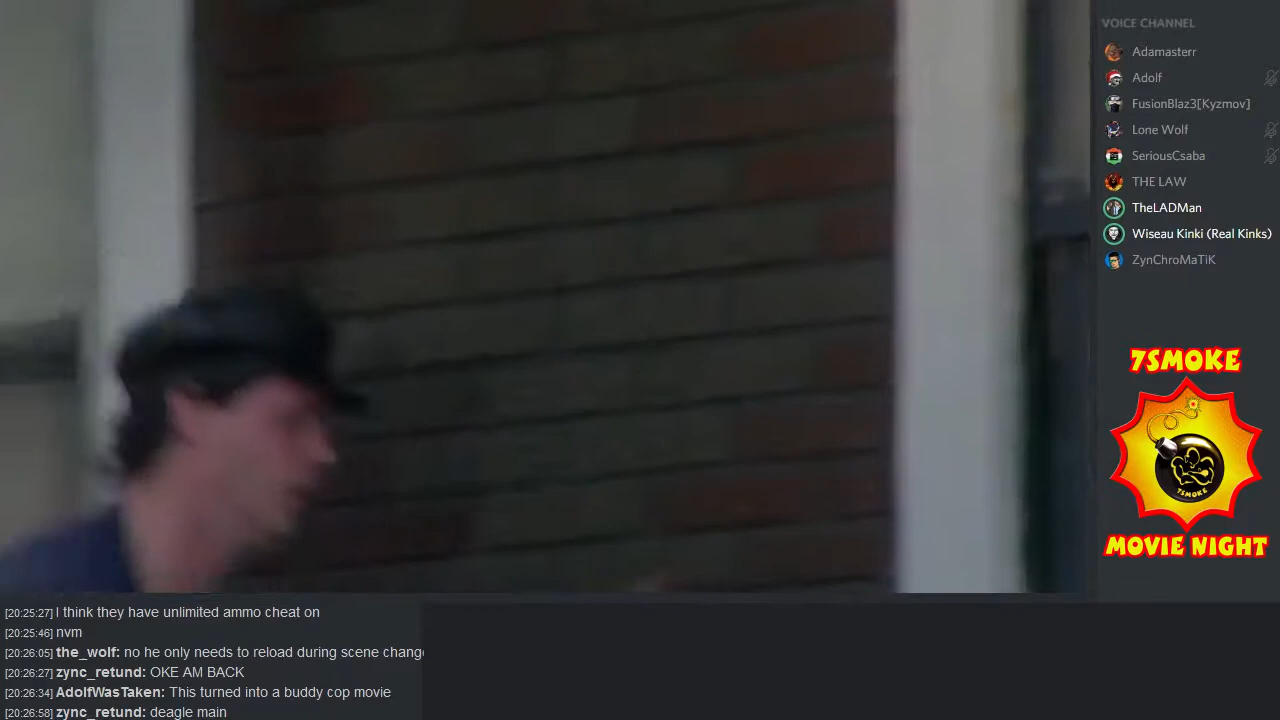 VOICE CHANNEL
Adamasterr
Adolf
FusionBlaz3[Kyzmov]
Lone Wolf
SeriousCsaba
THE LAW
TheLADMan
Wiseau Kinki (Real Kinks)
ZynChroMaTiK
7SMOKE
7SMOKE
MOVIE NIGHT
[20:25:27] I think they have unlimited ammo cheat on
[20:25:46] nvm
[20:26:05] the_wolf: no he only needs to reload during scene chang
[20:26:27] zync_retund: OKE AM BACK
[20:26:34] AdolfWasTaken: This turned into a buddy cop movie
[20:26:58] zync_retund: deagle main